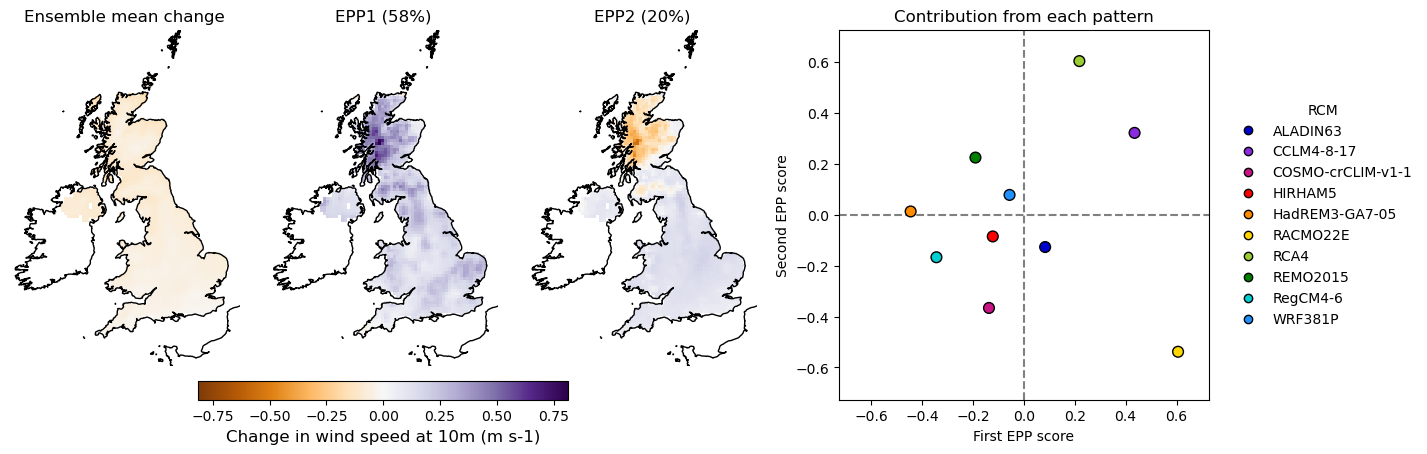 Ensemble mean change
EPP1 (58%)
EPP2 (20%)
Contribution from each pattern
−0.75 −0.50 −0.25 0.00 0.25 0.50 0.75
Change in wind speed at 10m (m s-1)
Second EPP score
0.6
0.4
0.2
0.0
−0.2
−0.4
−0.6
−0.6 −0.4 −0.2 0.0 0.2 0.4 0.6
First EPP score
RCM
ALADIN63
CCLM4-8-17
COSMO-crCLIM-v1-1
HIRHAM5
HadREM3-GA7-05
RACMO22E
RCA4
REMO2015
RegCM4-6
WRF381P